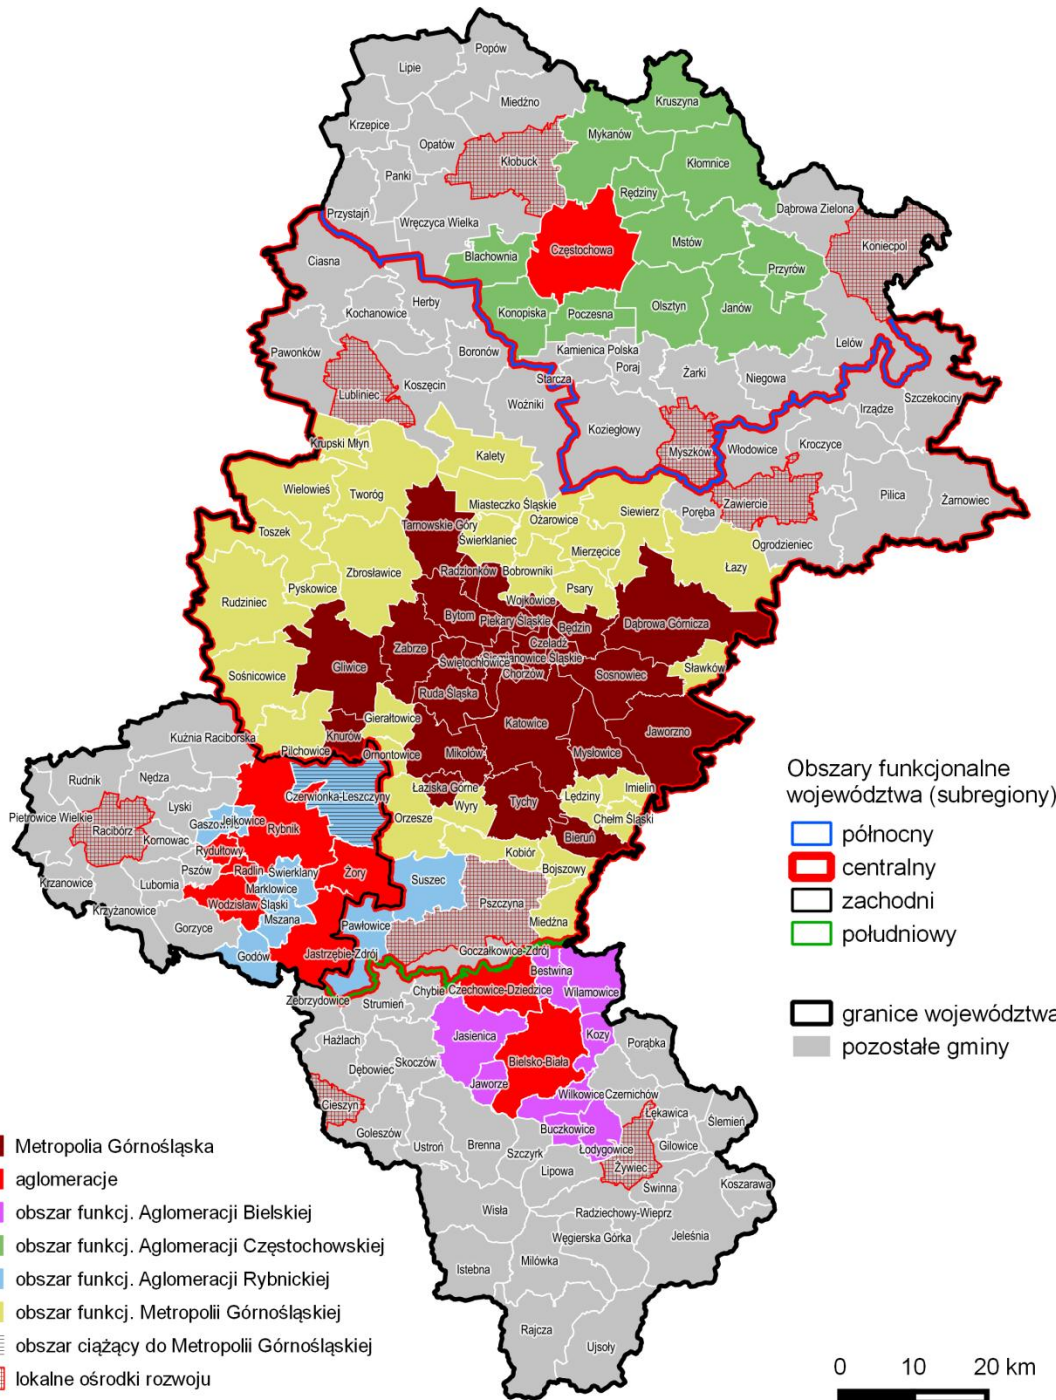 Popów
Lipie
Miedźno
Kruszyna
Krzepice
Mykanów
Opatów
Kłobuck
Kłomnice
Panki
Rędziny
Dąbrowa Zielona
Przystajń
Wręczyca Wielka
Koniecpol
Częstochowa
Mstów
Blachownia
Ciasna
Przyrów
Herby
Kochanowice
Konopiska
Poczesna
Olsztyn
Janów
Pawonków
Boronów
Kamienica Polska
Lelów
Poraj
Żarki
Niegowa
Starcza
Lubliniec
Koszęcin
Szczekociny
Woźniki
Irządze
Koziegłowy
Krupski Młyn
Myszków
Włodowice
Kroczyce
Kalety
Wielowieś
Tworóg
Pilica
Żarnowiec
Miasteczko Śląskie
Zawiercie
Siewierz
Poręba
Tarnowskie Góry
Ożarowice
Toszek
Świerklaniec
Ogrodzieniec
Mierzęcice
Zbrosławice
Radzionków
Bobrowniki
Łazy
Pyskowice
Psary
Rudziniec
Wojkowice
Bytom
Piekary Śląskie
Będzin
Dąbrowa Górnicza
Zabrze
Czeladź
Gliwice
Świętochłowice
Siemianowice Śląskie
Sławków
Sośnicowice
Chorzów
Sosnowiec
Ruda Śląska
Gierałtowice
Katowice
Jaworzno
Kuźnia Raciborska
Knurów
Pilchowice
Ornontowice
Mikołów
Mysłowice
Rudnik
Nędza
Łaziska Górne
Imielin
Czerwionka-Leszczyny
Lędziny
Lyski
Wyry
Tychy
Pietrowice Wielkie
Gaszowice
Jejkowice
Rybnik
Orzesze
Chełm Śląski
Racibórz
Kornowac
Bieruń
Rydułtowy
Kobiór
Pszów
Radlin
Świerklany
Żory
Bojszowy
Krzanowice
Lubomia
Marklowice
Suszec
Pszczyna
Krzyżanowice
Wodzisław Śląski
Mszana
Gorzyce
Pawłowice
Miedźna
Godów
Jastrzębie-Zdrój
Goczałkowice-Zdrój
Bestwina
Zebrzydowice
Strumień
Chybie
Czechowice-Dziedzice
Wilamowice
Hażlach
Jasienica
Kozy
Bielsko-Biała
Porąbka
Dębowiec
Skoczów
Jaworze
Cieszyn
Wilkowice
Czernichów
Łękawica
Ślemień
Goleszów
Buczkowice
Ustroń
Brenna
Szczyrk
Łodygowice
Gilowice
Lipowa
Żywiec
Świnna
Koszarawa
Wisła
Radziechowy-Wieprz
Węgierska Górka
Jeleśnia
Milówka
Istebna
Rajcza
Ujsoły
Obszary funkcjonalne
województwa (subregiony)
północny
centralny
zachodni
południowy
granice województwa
pozostałe gminy
Metropolia Górnośląska
aglomeracje
obszar funkcj. Aglomeracji Bielskiej
obszar funkcj. Aglomeracji Częstochowskiej
obszar funkcj. Aglomeracji Rybnickiej
obszar funkcj. Metropolii Górnośląskiej
obszar ciążący do Metropolii Górnośląskiej
lokalne ośrodki rozwoju
0 10 20 km